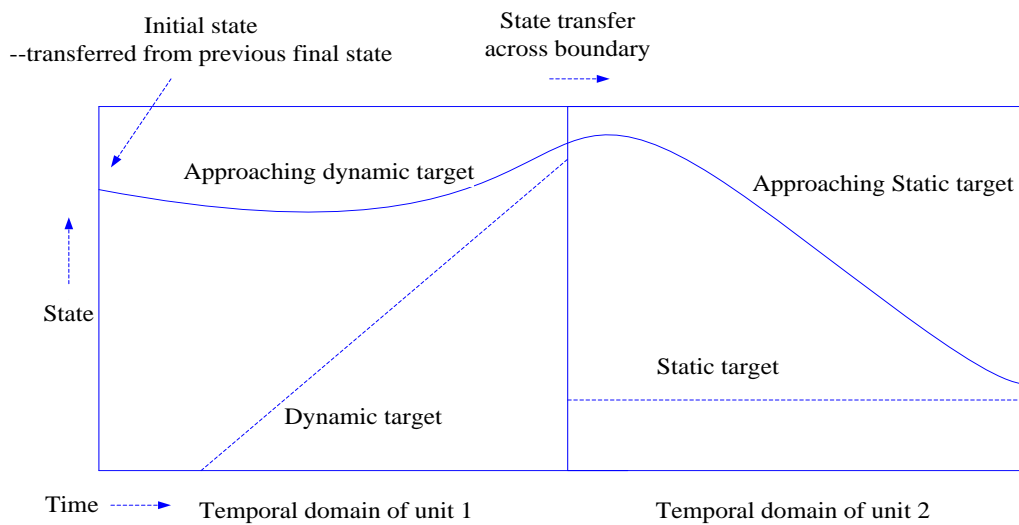 Initial state
--transferred from previous final state
State transfer
across boundary
Approaching dynamic target
Approaching Static target
State
Static target
Dynamic target
Time
Temporal domain of unit 1
Temporal domain of unit 2